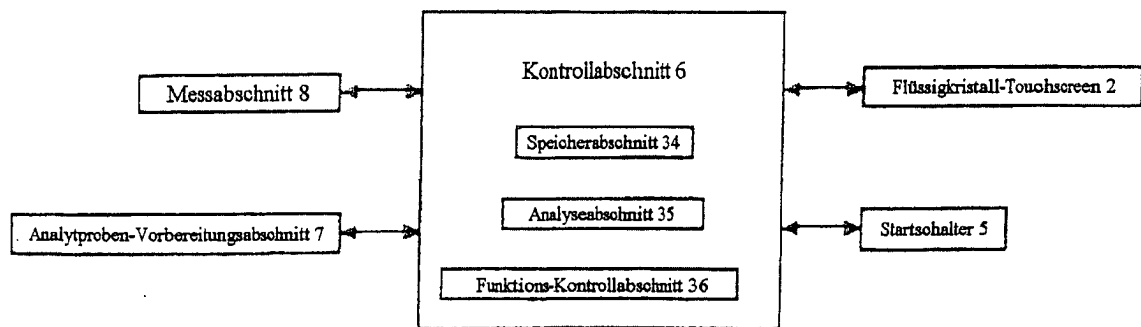 Kontrollabschnitt 6
Messabschnitt 8
Flüssigkristall-Touchscreen 2
Speicherabschnitt 34
Analyseabschnitt 35
Analytproben-Vorbereitungsabschnitt 7
Startschalter 5
Funktions-Kontrollabschnitt 36